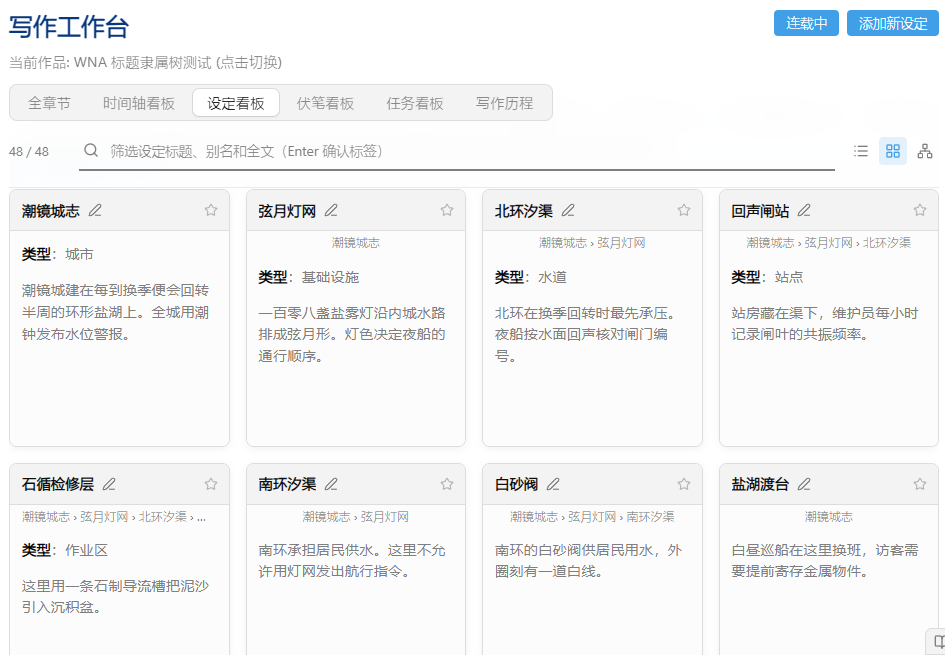 写作工作台
连载中
添加新设定
当前作品: WNA 标题隶属树测试 (点击切换)
全章节
时间轴看板
设定看板
伏笔看板
任务看板
写作历程
48 / 48
筛选设定标题、别名和全文（Enter 确认标签）
潮镜城志
类型：城市
潮镜城建在每到换季便会回转
半周的环形盐湖上。全城用潮
钟发布水位警报。
弦月灯网
潮镜城志
类型：基础设施
一百零八盏盐雾灯沿内城水路
排成弦月形。灯色决定夜船的
通行顺序。
北环汐渠
潮镜城志 › 弦月灯网
类型：水道
北环在换季回转时最先承压。
夜船按水面回声核对闸门编
号。
回声闸站
潮镜城志 › 弦月灯网 › 北环汐渠
类型：站点
站房藏在渠下，维护员每小时
记录闸叶的共振频率。
石循检修层
潮镜城志 › 弦月灯网 › 北环汐渠 › ...
类型：作业区
这里用一条石制导流槽把泥沙
引入沉积盆。
南环汐渠
潮镜城志 › 弦月灯网
南环承担居民供水。这里不允
许用灯网发出航行指令。
白砂阀
潮镜城志 › 弦月灯网 › 南环汐渠
南环的白砂阀供居民用水，外
圈刻有一道白线。
盐湖渡台
潮镜城志
白昼巡船在这里换班，访客需
要提前寄存金属物件。